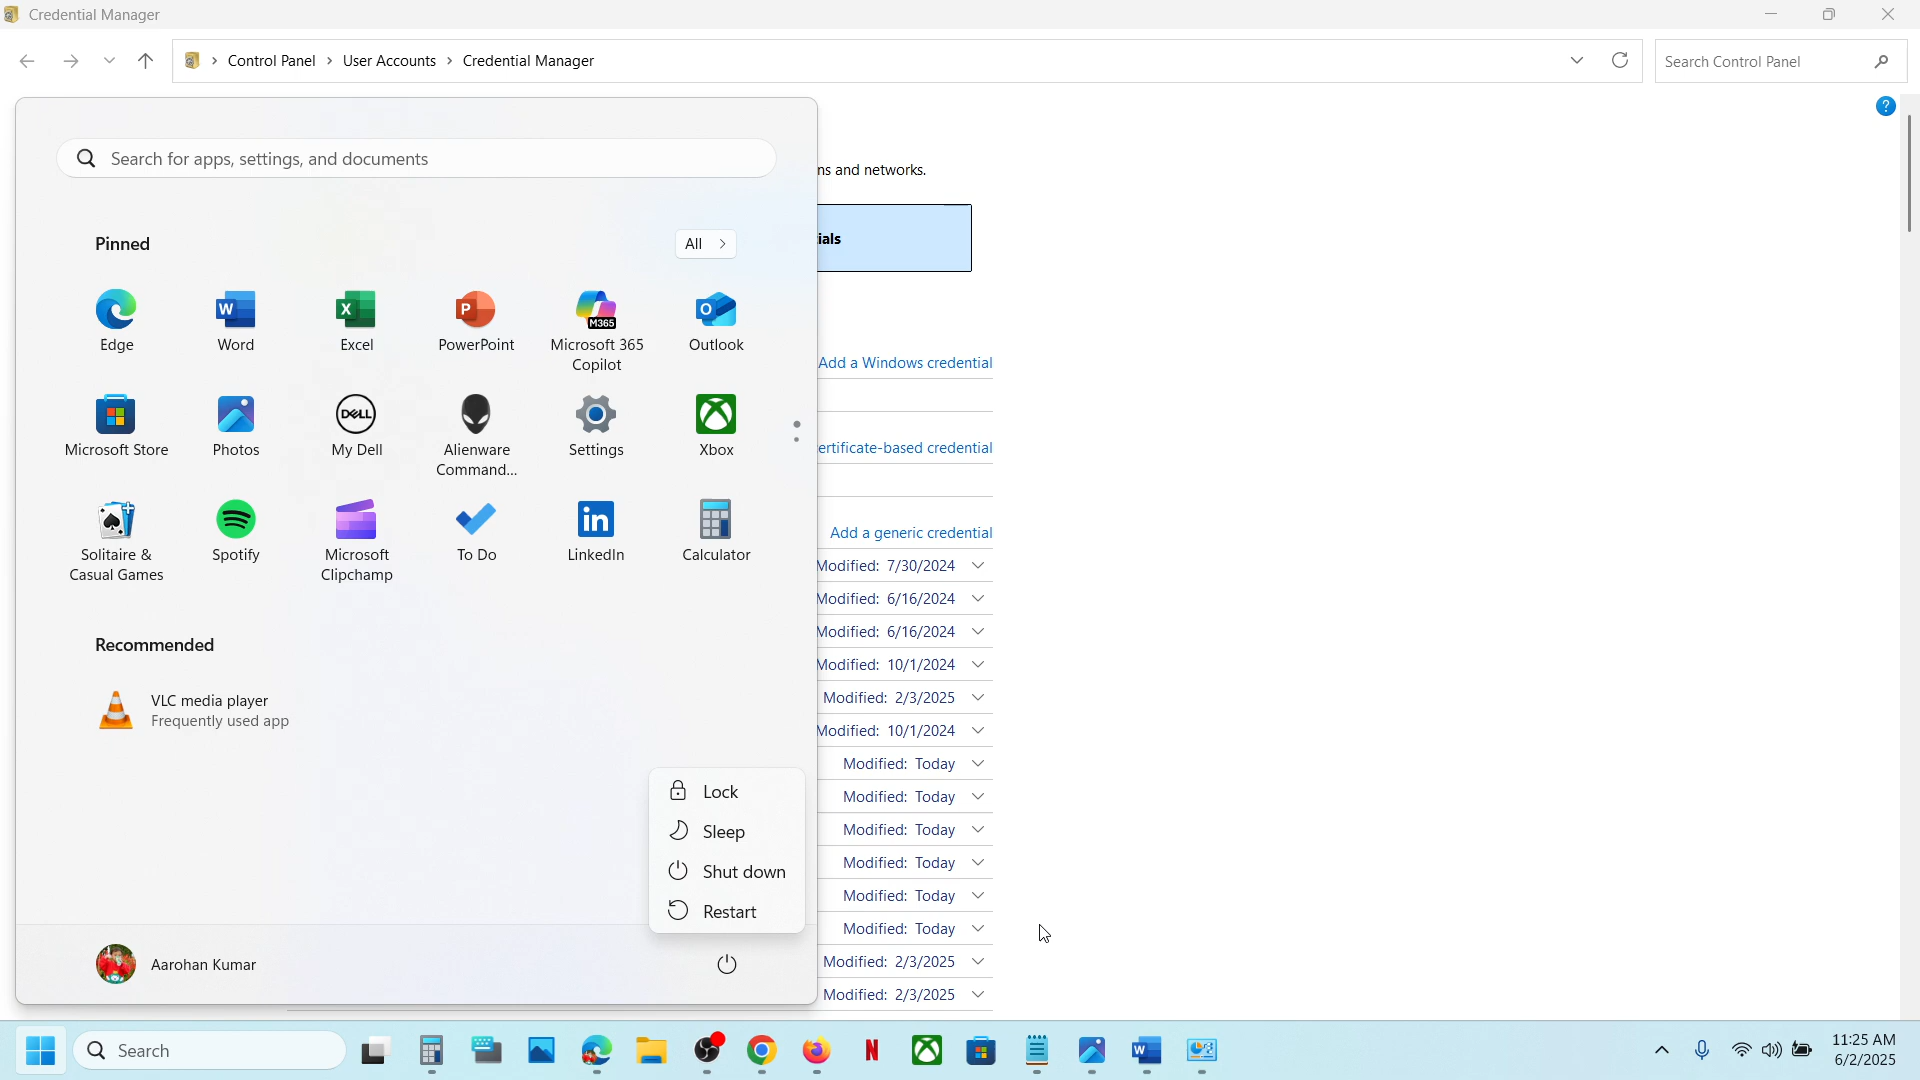 Credential Manager
Control Panel > User Accounts > Credential Manager
Search Control Panel
?
Search for apps, settings, and documents
ns and networks.
Pinned
All >
ials
Edge
Word
Excel
PowerPoint
Microsoft 365
Copilot
Outlook
M365
Add a Windows credential
Microsoft Store
Photos
My Dell
Alienware
Command...
Settings
Xbox
DELL
ertificate-based credential
Solitaire &
Casual Games
Spotify
Microsoft
Clipchamp
To Do
LinkedIn
Calculator
Add a generic credential
Modified: 7/30/2024
Modified: 6/16/2024
Modified: 6/16/2024
Modified: 10/1/2024
Modified: 2/3/2025
Modified: 10/1/2024
Modified: Today
Modified: Today
Modified: Today
Modified: Today
Modified: Today
Modified: Today
Modified: 2/3/2025
Modified: 2/3/2025
Recommended
VLC media player
Frequently used app
Lock
Sleep
Shut down
Restart
Aarohan Kumar
Search
11:25 AM
6/2/2025